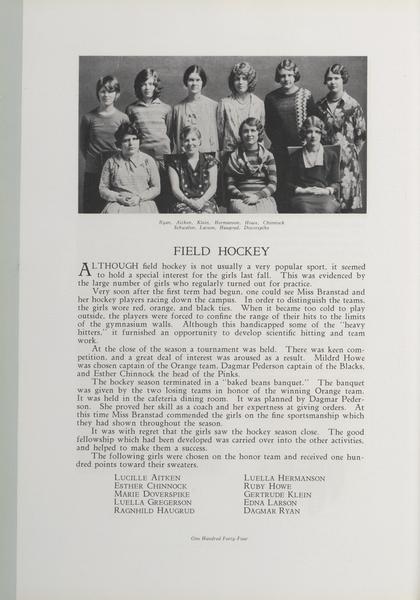 Ryan, Aitken, Klein, Hermanson, Howe, Chinnock
Schwalen, Larson, Haugrud, Doverspike
FIELD HOCKEY
ALTHOUGH field hockey is not usually a very popular sport, it seemed
to hold a special interest for the girls last fall. This was evidenced by
the large number of girls who regularly turned out for practice.
Very soon after the first term had begun, one could see Miss Branstad and
her hockey players racing down the campus. In order to distinguish the teams,
the girls wore red, orange, and black ties. When it became too cold to play
outside, the players were forced to confine the range of their hits to the limits
of the gymnasium walls. Although this handicapped some of the "heavy
hitters," it furnished an opportunity to develop scientific hitting and team
work.
At the close of the season a tournament was held. There was keen com-
petition, and a great deal of interest was aroused as a result. Mildred Howe
was chosen captain of the Orange team, Dagmar Pederson captain of the Blacks,
and Esther Chinnock the head of the Pinks.
The hockey season terminated in a "baked beans banquet." The banquet
was given by the two losing teams in honor of the winning Orange team.
It was held in the cafeteria dining room. It was planned by Dagmar Peder-
son. She proved her skill as a coach and her expertness at giving orders. At
this time Miss Branstad commended the girls on the fine sportsmanship which
they had shown throughout the season.
It was with regret that the girls saw the hockey season close. The good
fellowship which had been developed was carried over into the other activities,
and helped to make them a success.
The following girls were chosen on the honor team and received one hun-
dred points toward their sweaters.
LUCILLE AITKEN
ESTHER CHINNOCK
MARIE DOVERSPIKE
LUELLA GREGERSON
RAGNHILD HAUGRUD
LUELLA HERMANSON
RUBY HOWE
GERTRUDE KLEIN
EDNA LARSON
DAGMAR RYAN
One Hundred Forty-Four